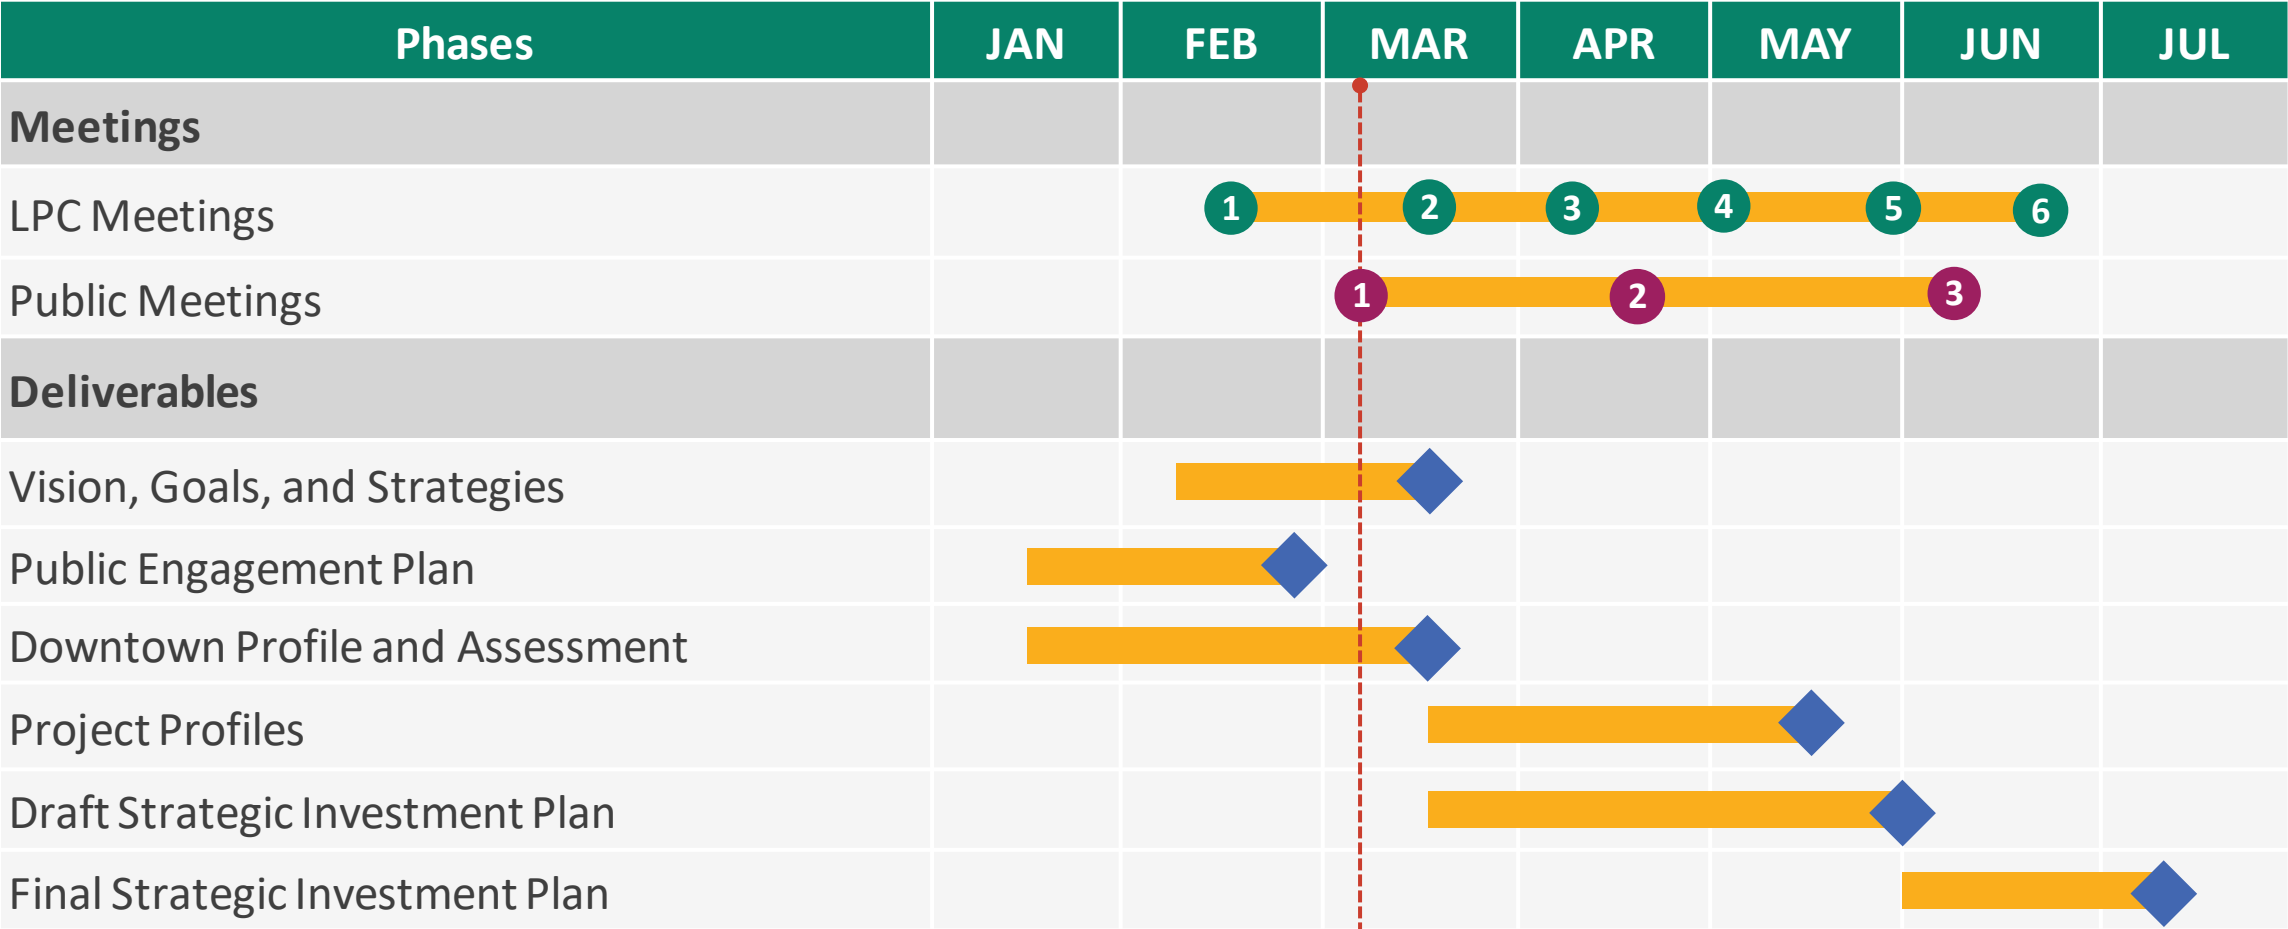 Phases JAN FEB MAR APR MAY JUN JUL
Meetings
LPC Meetings 1 2 3 4 5 6
Public Meetings 1 2 3
Deliverables
Vision, Goals, and Strategies
Public Engagement Plan
Downtown Profile and Assessment
Project Profiles
Draft Strategic Investment Plan
Final Strategic Investment Plan